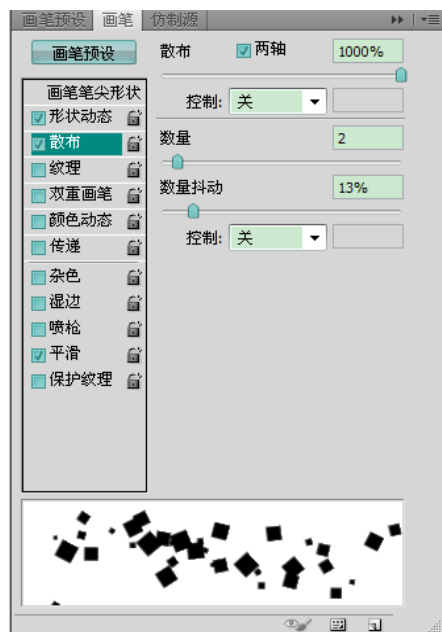 画笔预设 画笔 仿制源
画笔预设 散布 两轴 1000%
画笔笔尖形状
控制: 关
形状动态
散布 数量 2
纹理
双重画笔 数量抖动 13%
颜色动态
传递 控制: 关
杂色
湿边
喷枪
平滑
保护纹理